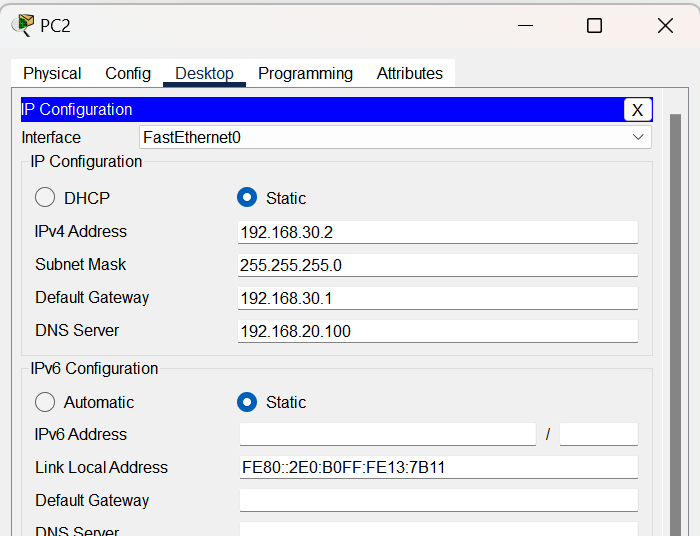 PC2
Physical Config Desktop Programming Attributes
IP Configuration X
Interface FastEthernet0
IP Configuration
DHCP Static
IPv4 Address 192.168.30.2
Subnet Mask 255.255.255.0
Default Gateway 192.168.30.1
DNS Server 192.168.20.100
IPv6 Configuration
Automatic Static
IPv6 Address /
Link Local Address FE80::2E0:B0FF:FE13:7B11
Default Gateway
DNS Server